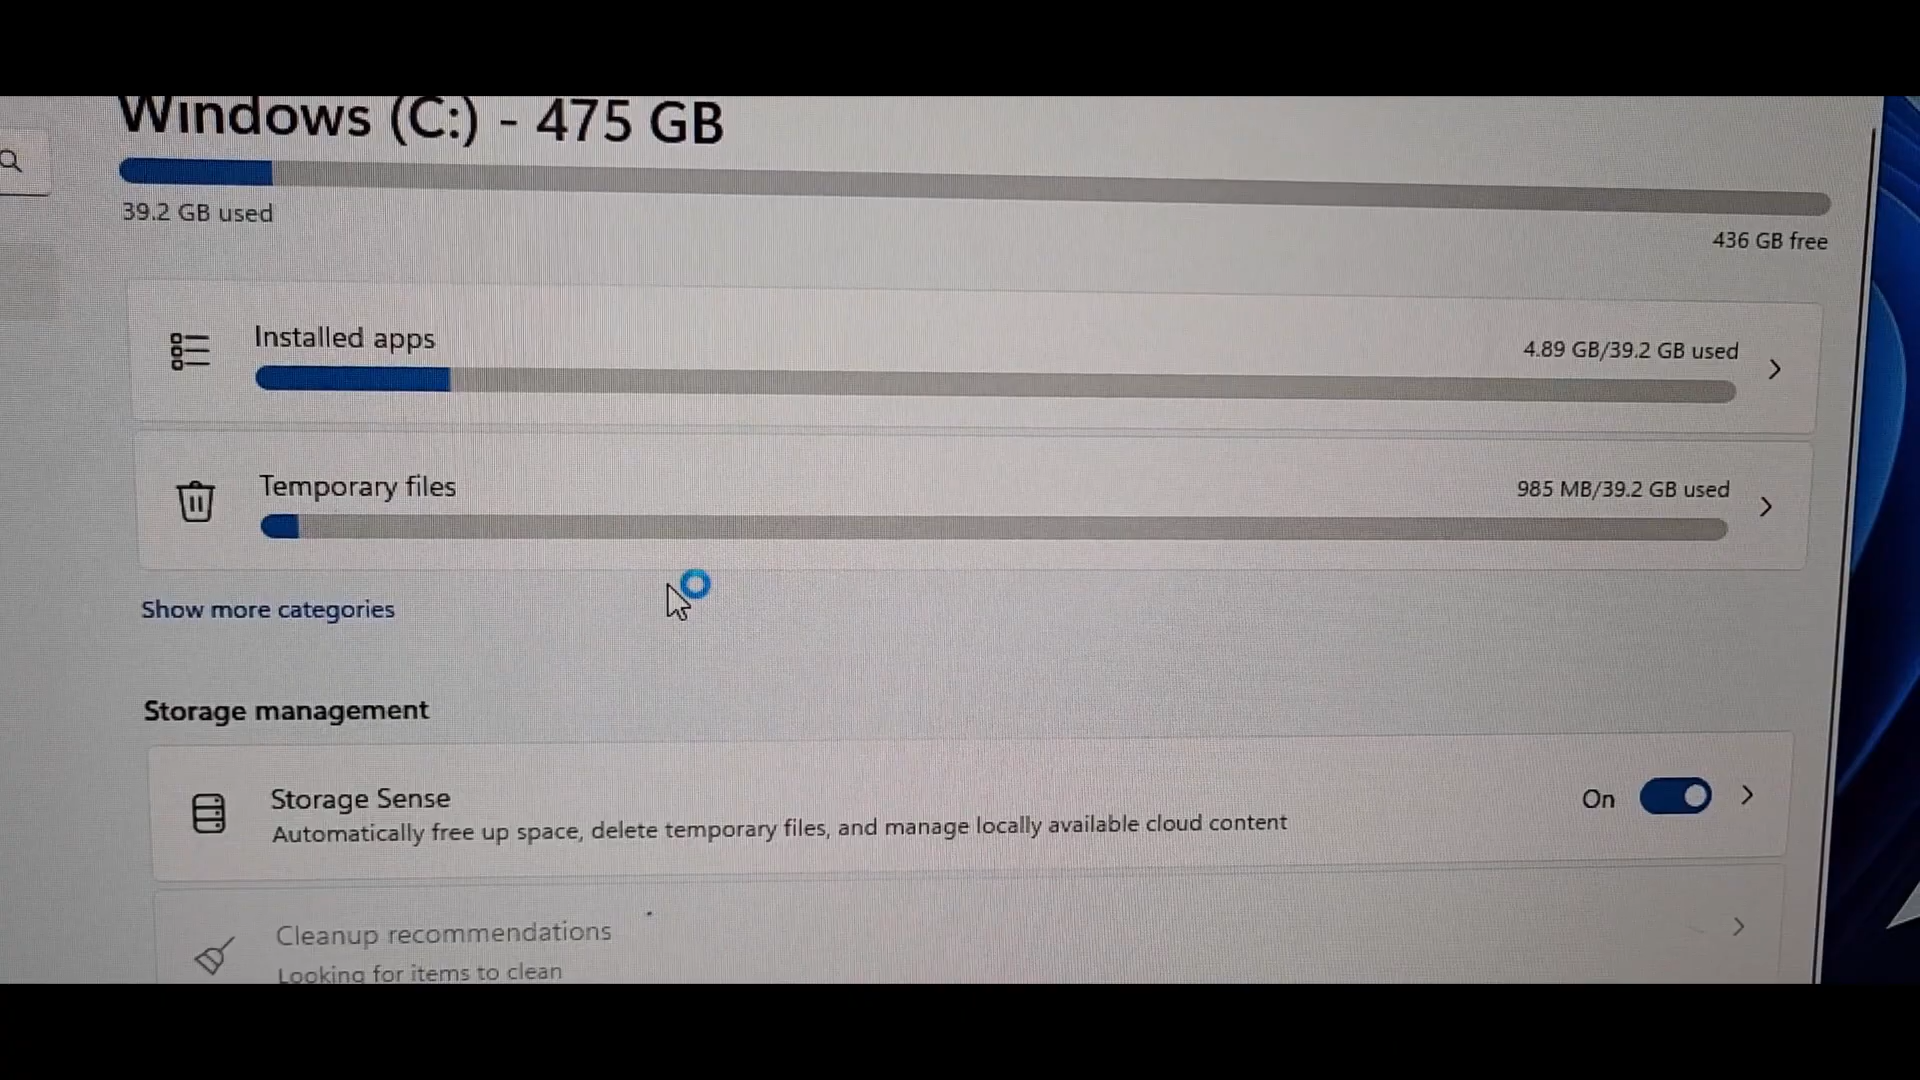 Windows (C:) - 475 GB
39.2 GB used
436 GB free
Installed apps
4.89 GB/39.2 GB used
Temporary files
985 MB/39.2 GB used
Show more categories
Storage management
Storage Sense
On
Automatically free up space, delete temporary files, and manage locally available cloud content
Cleanup recommendations
Looking for items to clean